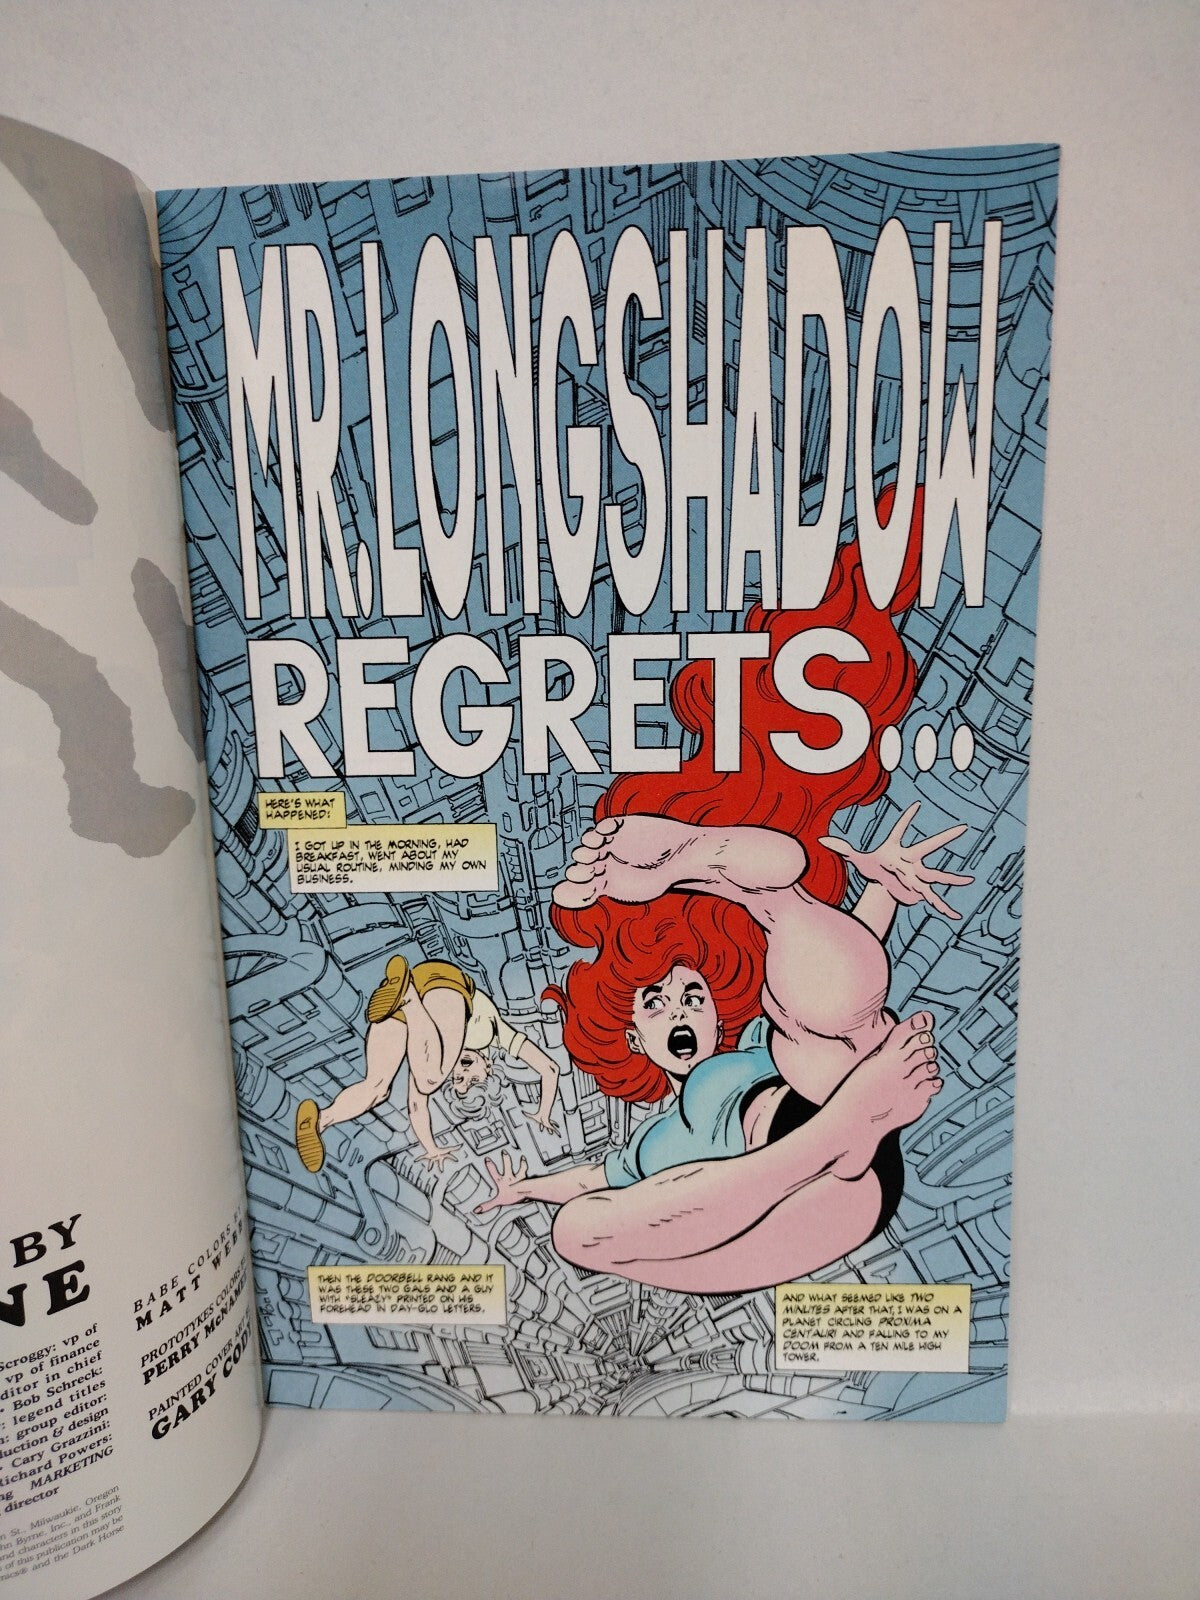 BY
NE
BABE COLORS
MATT WEBB
PROTOTYKES COLORS BY
PERRY McNAMEE
PAINTED COVER ART
GARY CODY
Scroggy: vp of
vp of finance
editor in chief
Bob Schreck:
legend titles
group editor:
production & design
Cary Grazzini:
Richard Powers:
MARKETING
director
St., Milwaukie, Oregon
John Byrne, Inc., and Frank
and characters in this story
of this publication may be
and the Dark Horse
MR. LONGSHADOW
REGRETS...
HERE'S WHAT
HAPPENED:
I GOT UP IN THE MORNING, HAD
BREAKFAST, WENT ABOUT MY
USUAL ROUTINE, MINDING MY OWN
BUSINESS.
THEN THE DOORBELL RANG AND IT
WAS THESE TWO GALS AND A GUY
WITH "SLEAZY" PRINTED ON HIS
FOREHEAD IN DAY-GLO LETTERS.
AND WHAT SEEMED LIKE TWO
MINUTES AFTER THAT, I WAS ON A
PLANET CIRCLING PROXIMA
CENTAURI AND FALLING TO MY
DOOM FROM A TEN MILE HIGH
TOWER.